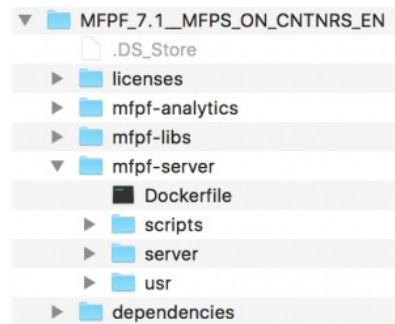 MFPF_7.1__MFPS_ON_CNTNRS_EN
.DS_Store
licenses
mfpf-analytics
mfpf-libs
mfpf-server
Dockerfile
scripts
server
usr
dependencies